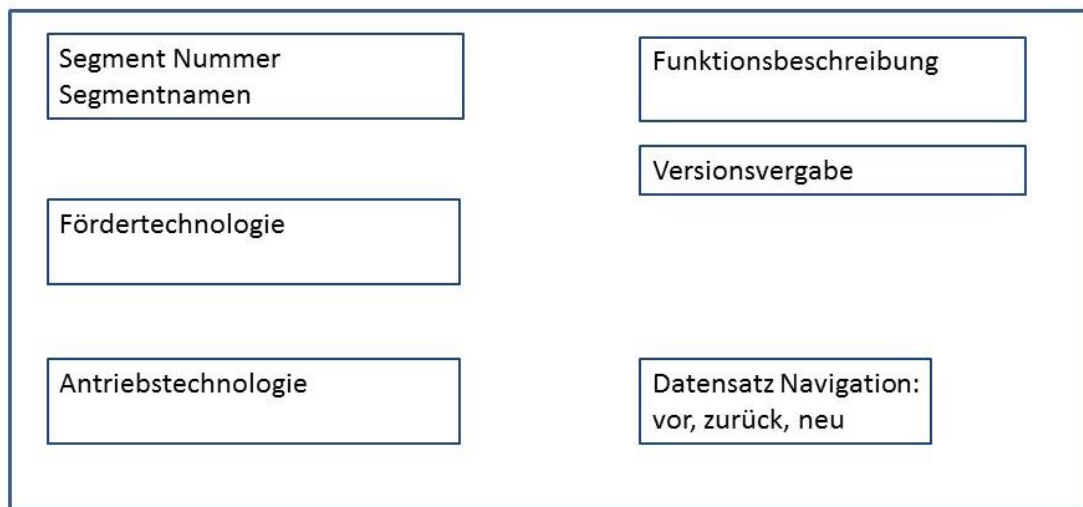 Segment Nummer
Segmentnamen
Fördertechnologie
Antriebstechnologie
Funktionsbeschreibung
Versionsvergabe
Datensatz Navigation:
vor, zurück, neu